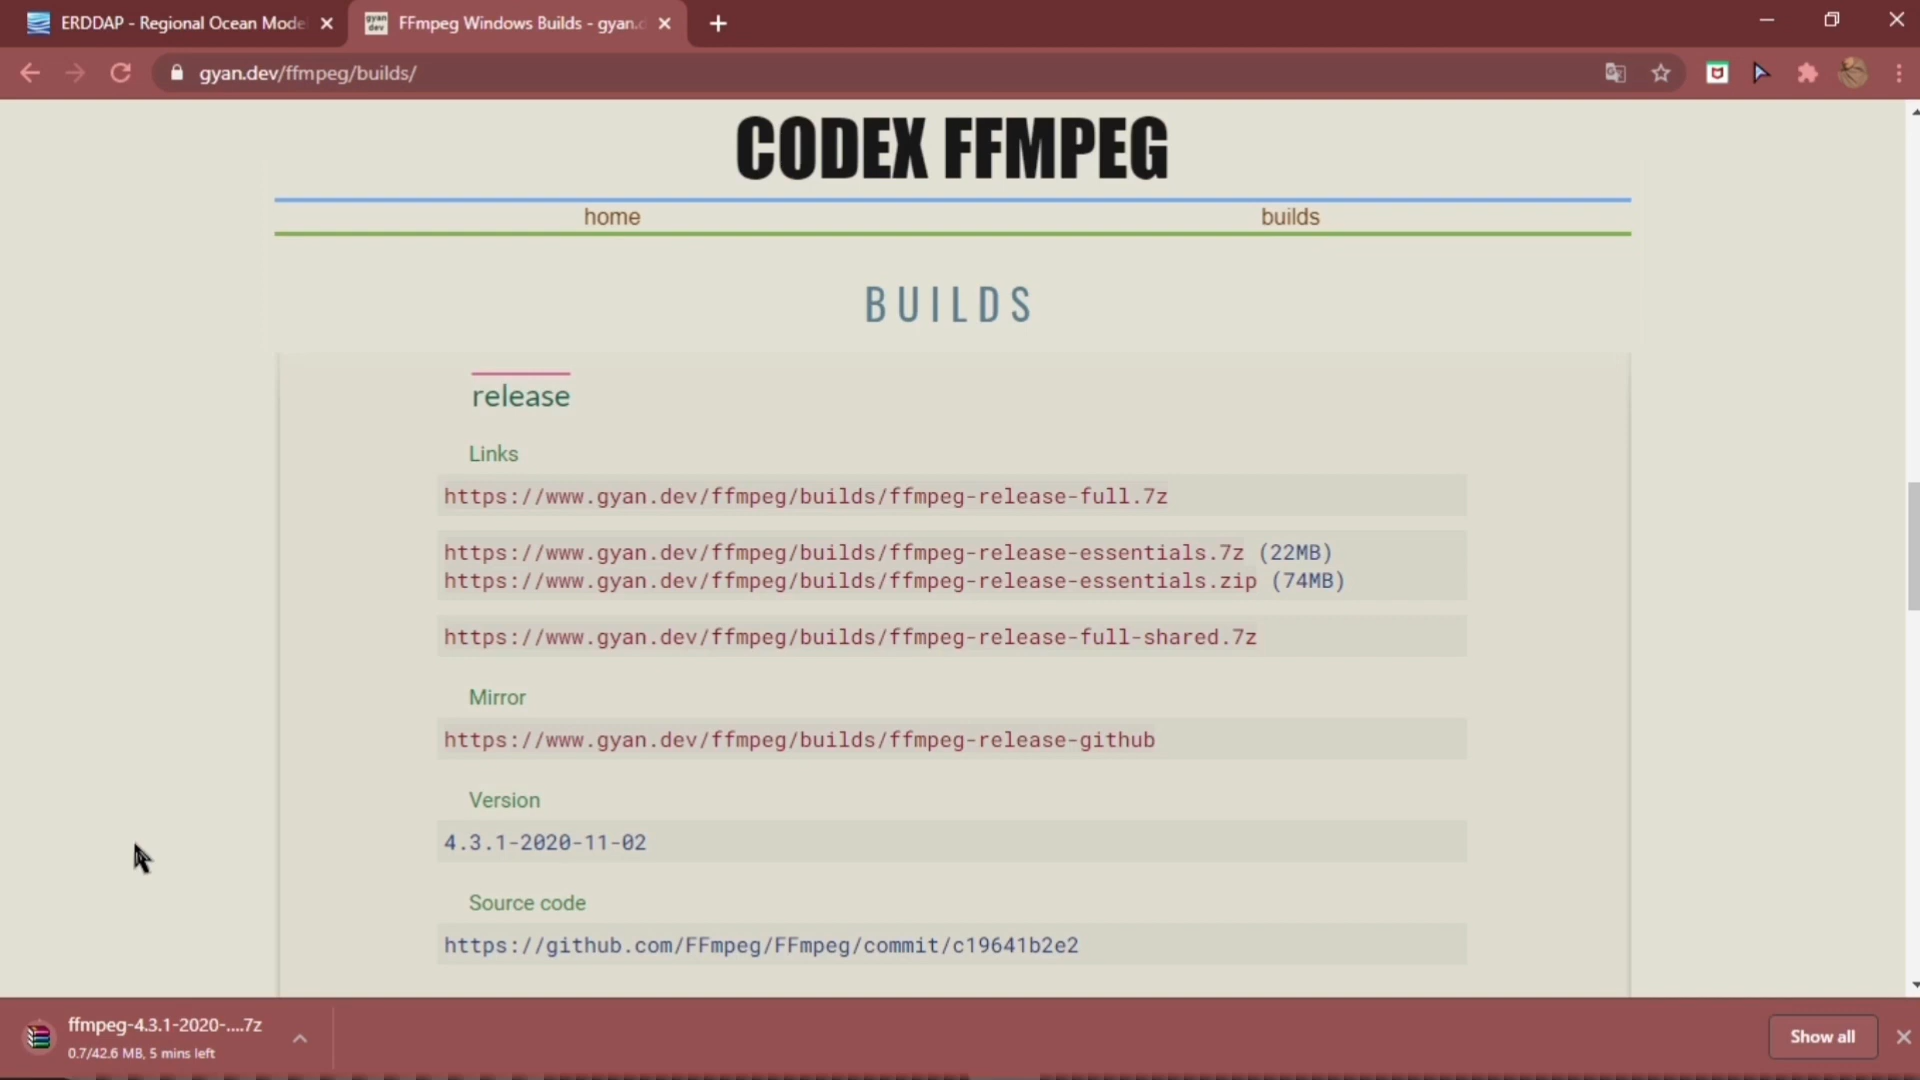 ERDDAP - Regional Ocean Mode
FFmpeg Windows Builds - gyan.d
gyan.dev/ffmpeg/builds/
CODEX FFMPEG
home
builds
BUILDS
release
Links
https://www.gyan.dev/ffmpeg/builds/ffmpeg-release-full.7z
https://www.gyan.dev/ffmpeg/builds/ffmpeg-release-essentials.7z (22MB)
https://www.gyan.dev/ffmpeg/builds/ffmpeg-release-essentials.zip (74MB)
https://www.gyan.dev/ffmpeg/builds/ffmpeg-release-full-shared.7z
Mirror
https://www.gyan.dev/ffmpeg/builds/ffmpeg-release-github
Version
4.3.1-2020-11-02
Source code
https://github.com/FFmpeg/FFmpeg/commit/c19641b2e2
ffmpeg-4.3.1-2020-....7z
0.7/42.6 MB, 5 mins left
Show all